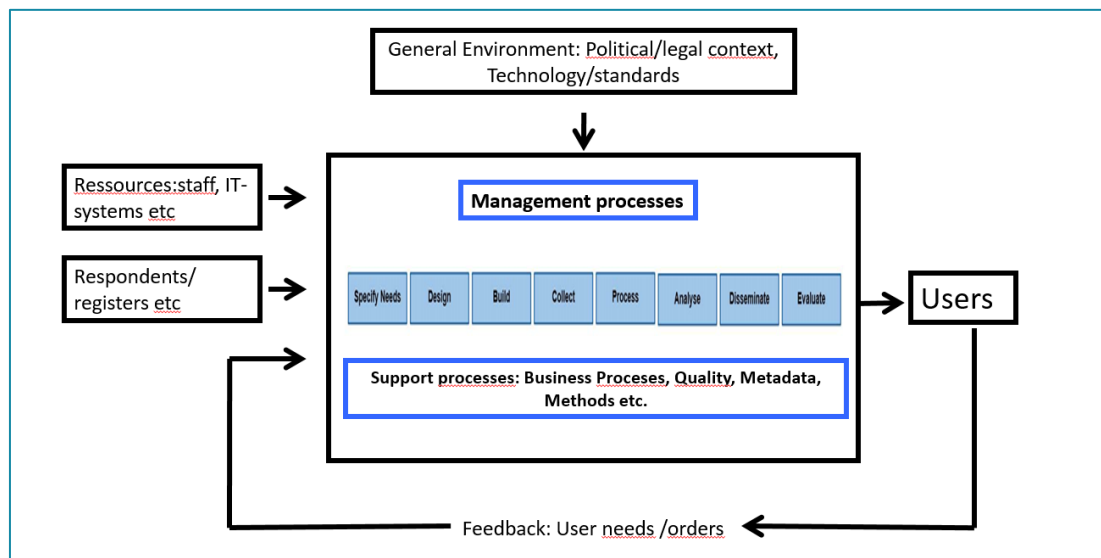 General Environment: Political/legal context,
Technology/standards
Ressources:staff, IT-
systems etc
Management processes
Respondents/
registers etc
Specify Needs
Design
Build
Collect
Process
Analyse
Disseminate
Evaluate
Users
Support processes: Business Proceses, Quality, Metadata,
Methods etc.
Feedback: User needs /orders